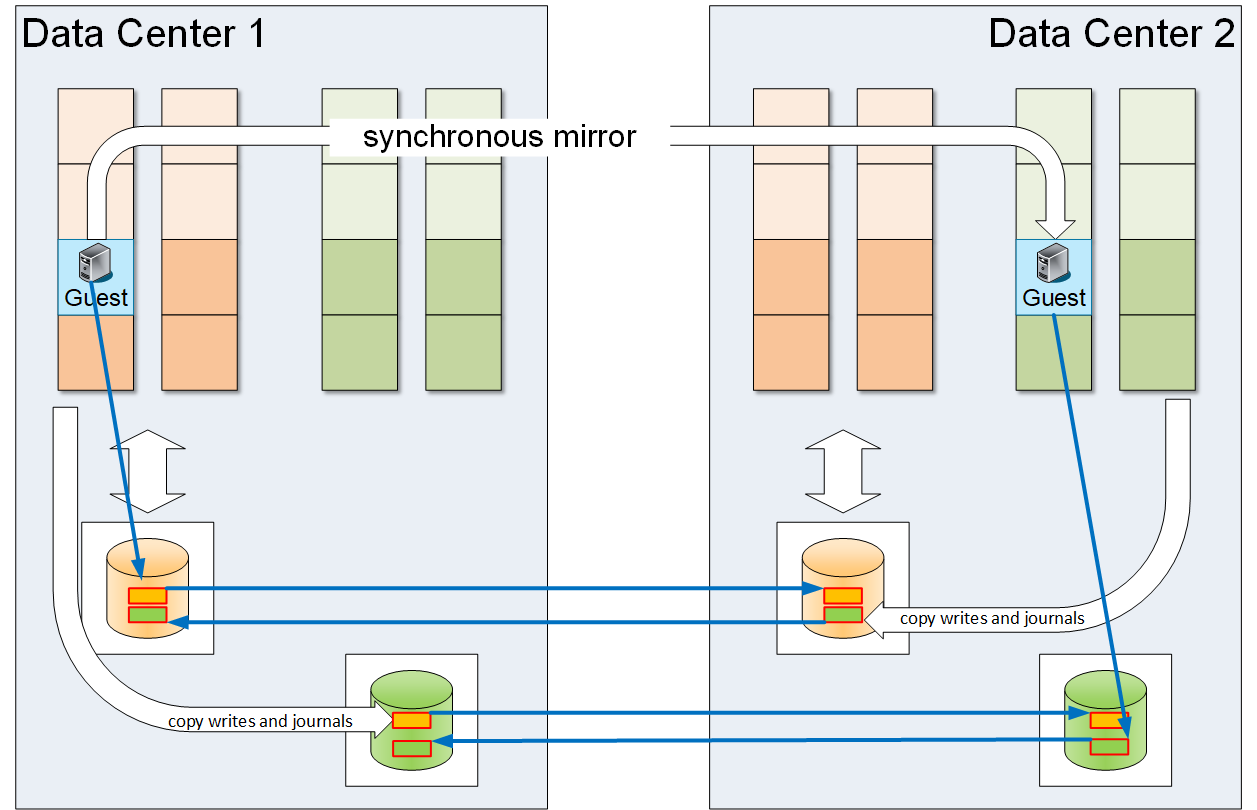 Data Center 1
Data Center 2
synchronous mirror
Guest
Guest
copy writes and journals
copy writes and journals